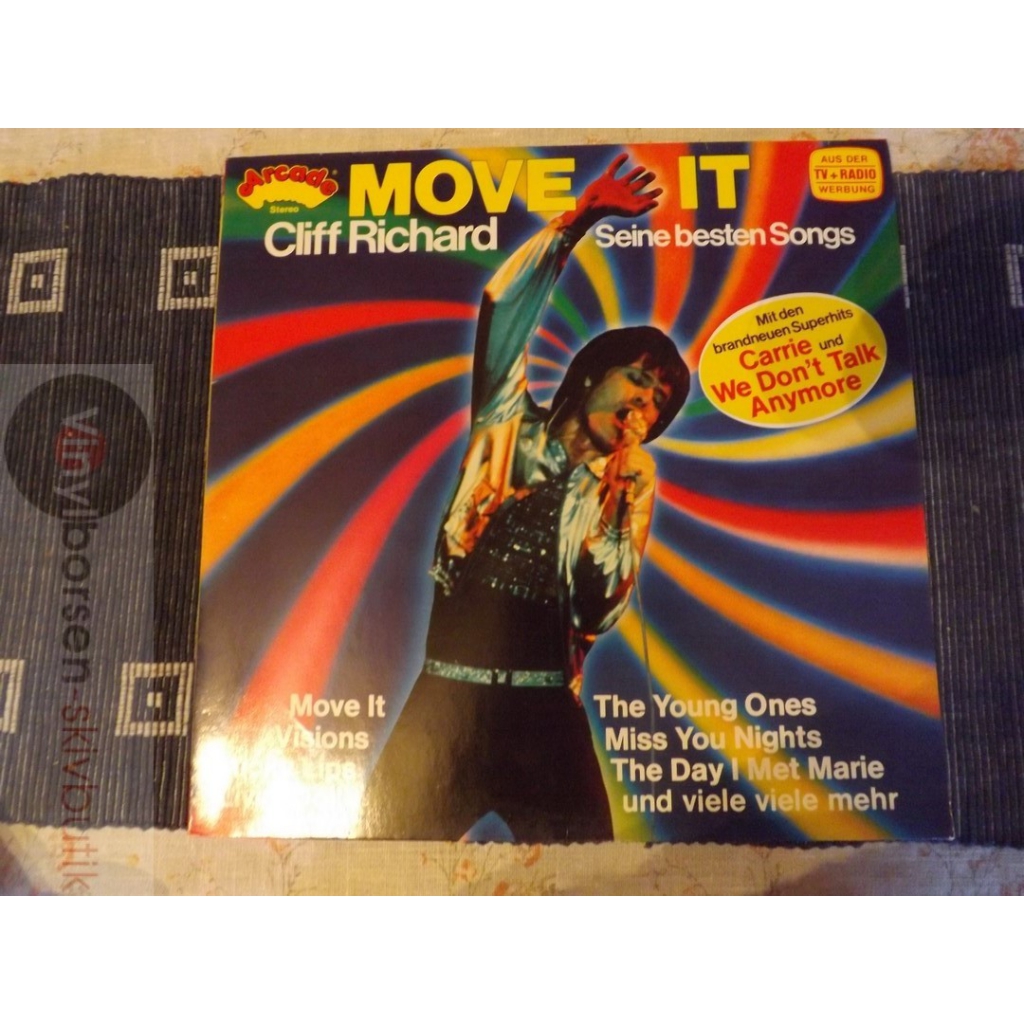 Arcade
Stereo
MOVE IT
AUS DER
TV + RADIO
WERBUNG
Cliff Richard
Seine besten Songs
Mit den
brandneuen Superhits
Carrie und
We Don't Talk
Anymore
Move It
Visions
The Young Ones
Miss You Nights
The Day I Met Marie
und viele viele mehr
Vinylborsen-skivbutik